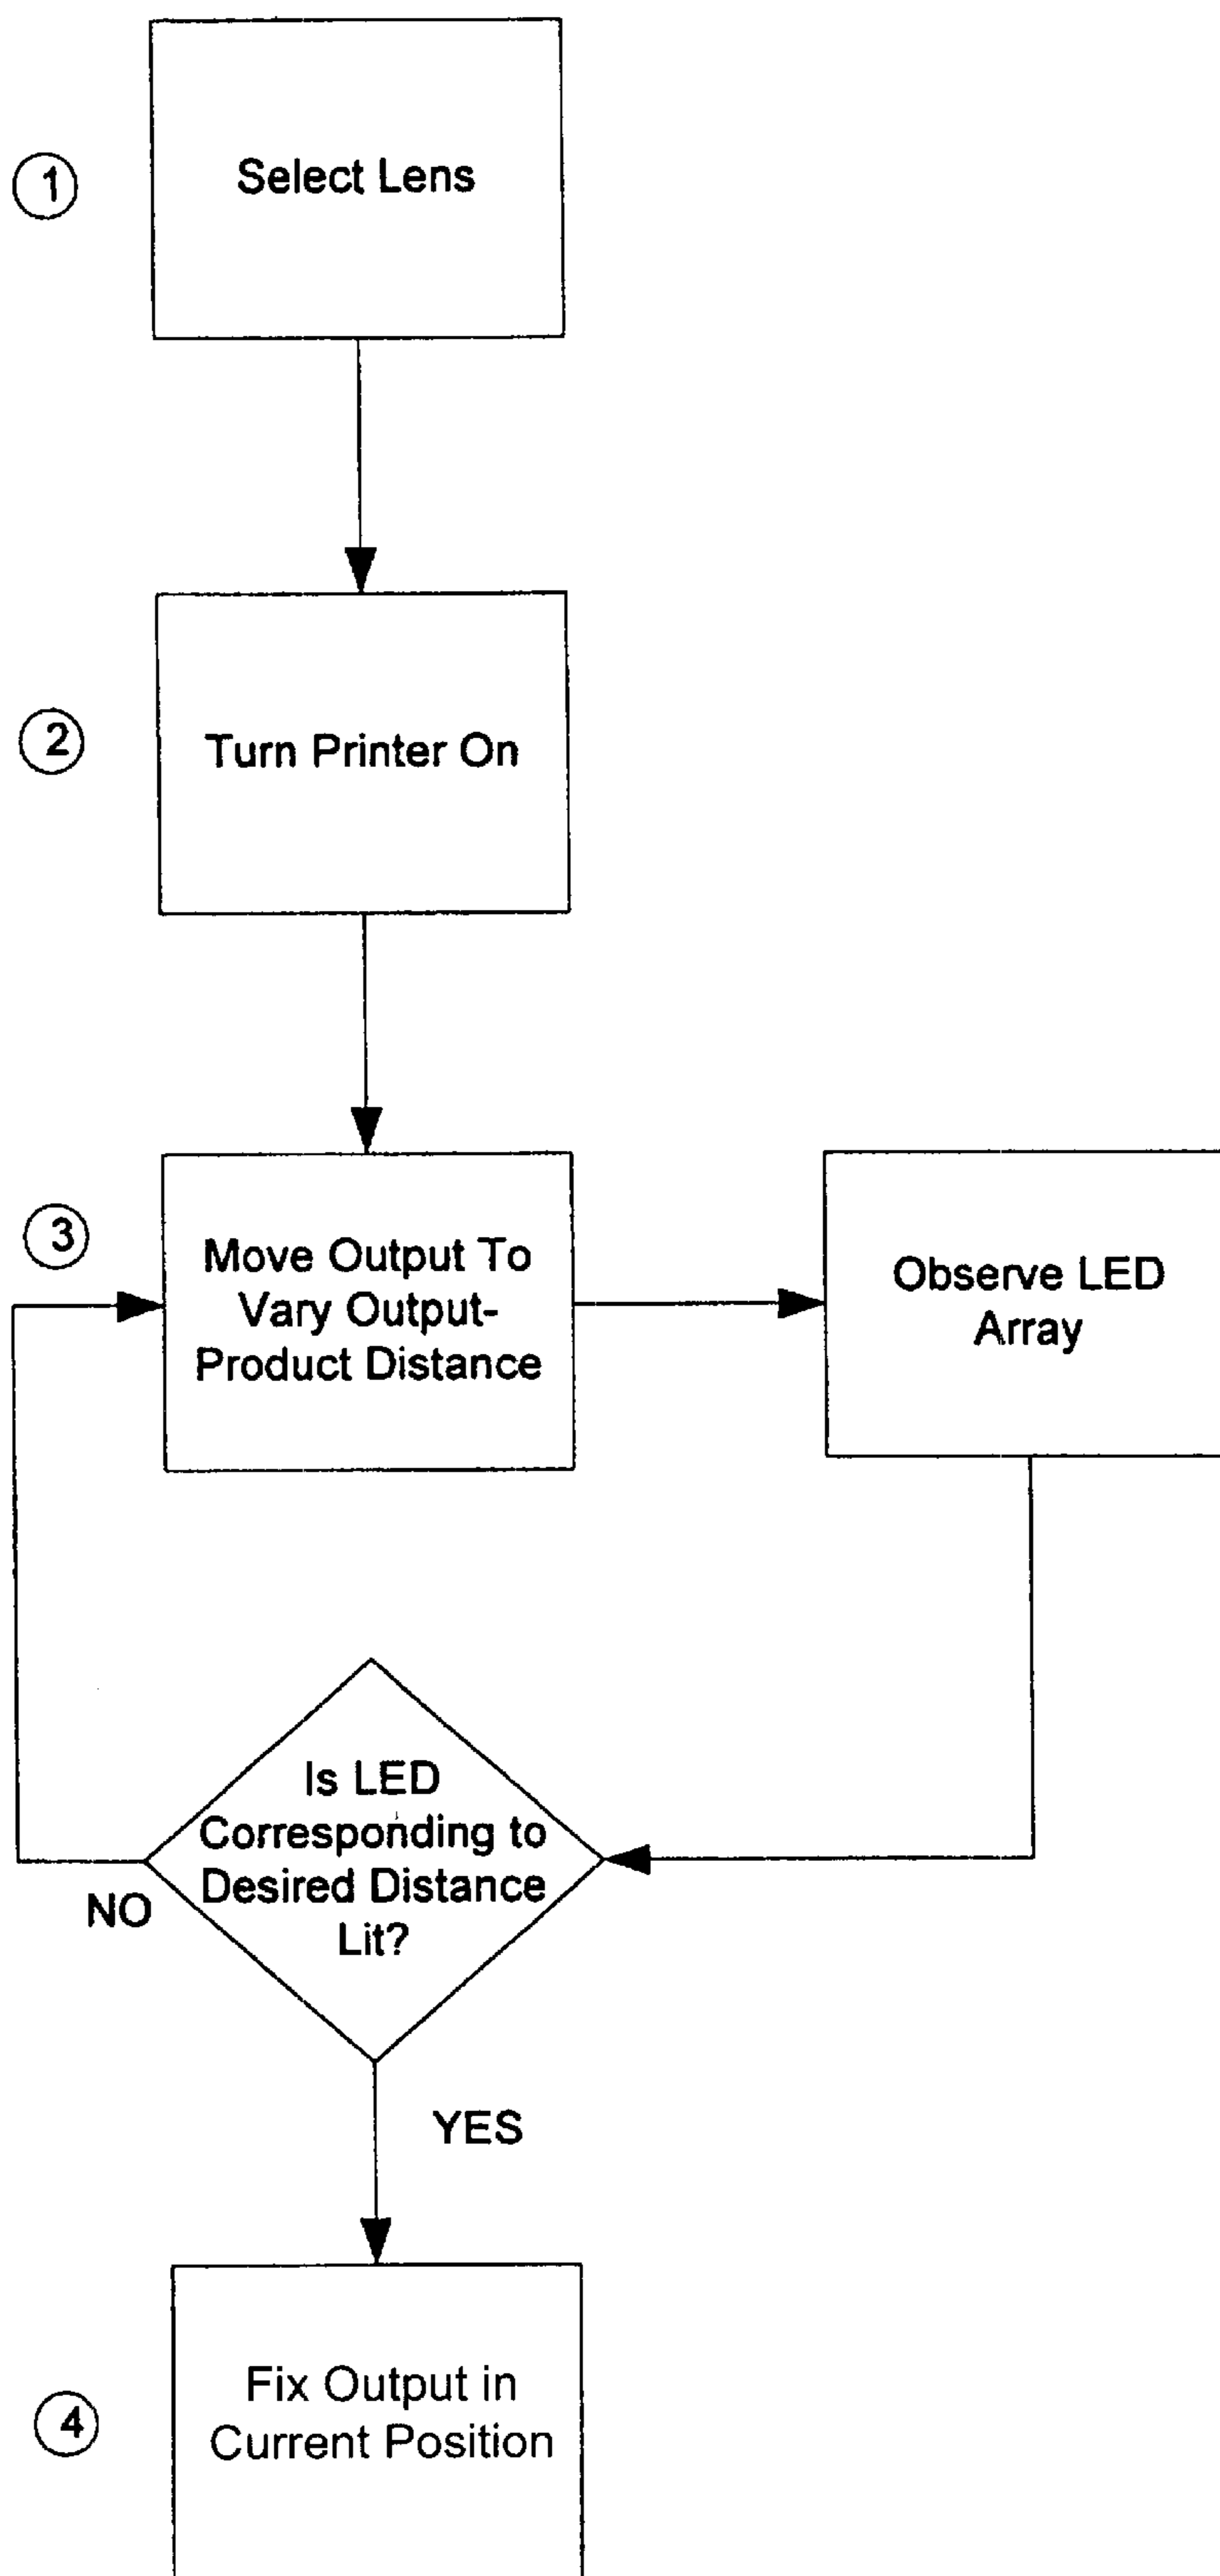 1
Select Lens
2
Turn Printer On
3
Move Output To
Vary Output-
Product Distance
Observe LED
Array
Is LED
Corresponding to
Desired Distance
Lit?
NO
YES
4
Fix Output in
Current Position